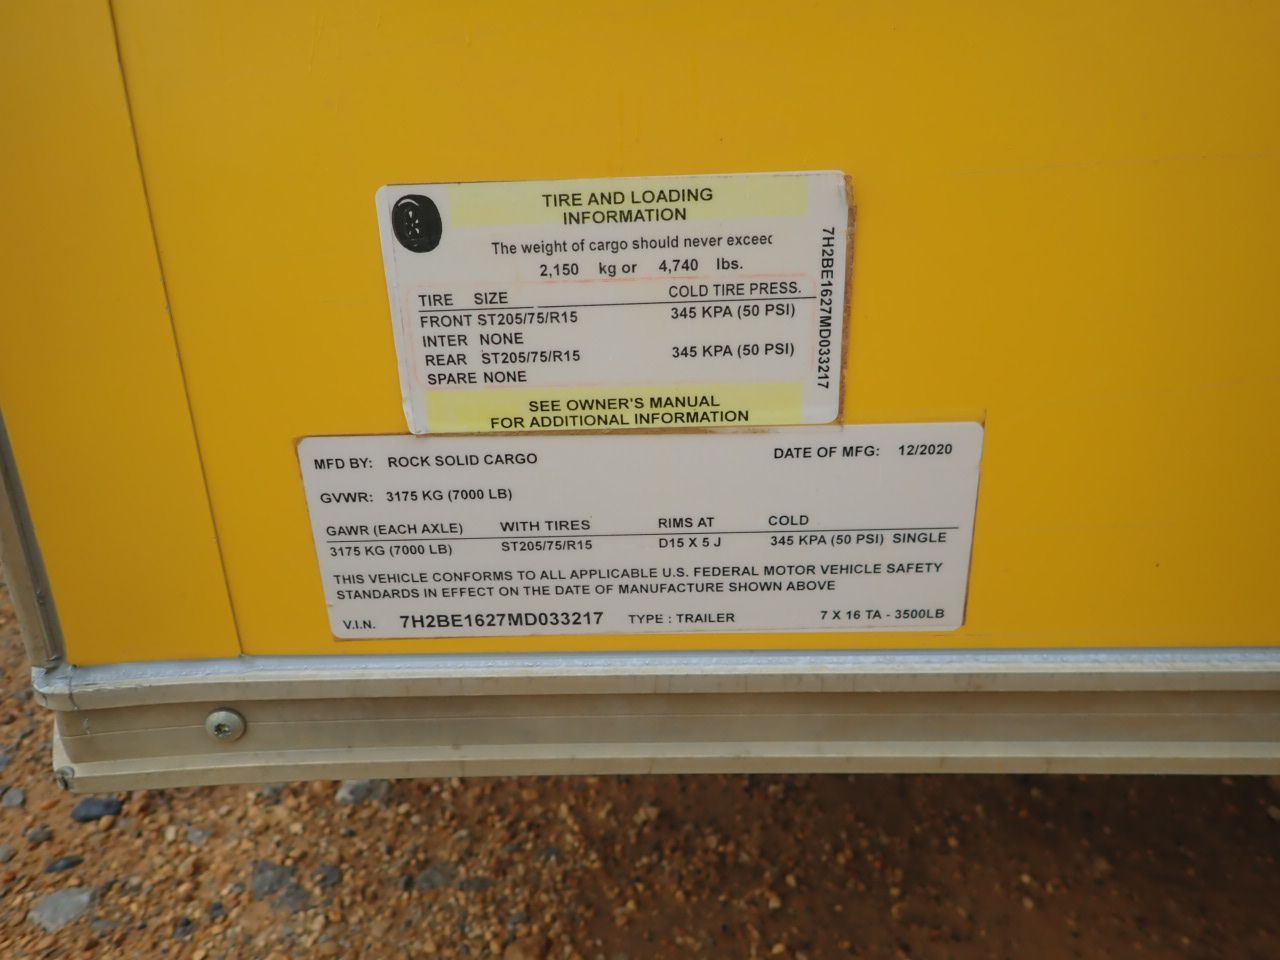 TIRE AND LOADING
INFORMATION
The weight of cargo should never exceed
2,150 kg or 4,740 lbs.
TIRE SIZE COLD TIRE PRESS.
FRONT ST205/75/R15 345 KPA (50 PSI)
INTER NONE
REAR ST205/75/R15 345 KPA (50 PSI)
SPARE NONE
SEE OWNER'S MANUAL
FOR ADDITIONAL INFORMATION
7H2BE1627MD033217
MFD BY: ROCK SOLID CARGO DATE OF MFG: 12/2020
GVWR: 3175 KG (7000 LB)
GAWR (EACH AXLE) WITH TIRES RIMS AT COLD
3175 KG (7000 LB) ST205/75/R15 D15 X 5 J 345 KPA (50 PSI) SINGLE
THIS VEHICLE CONFORMS TO ALL APPLICABLE U.S. FEDERAL MOTOR VEHICLE SAFETY
STANDARDS IN EFFECT ON THE DATE OF MANUFACTURE SHOWN ABOVE
V.I.N. 7H2BE1627MD033217 TYPE : TRAILER 7 X 16 TA - 3500LB